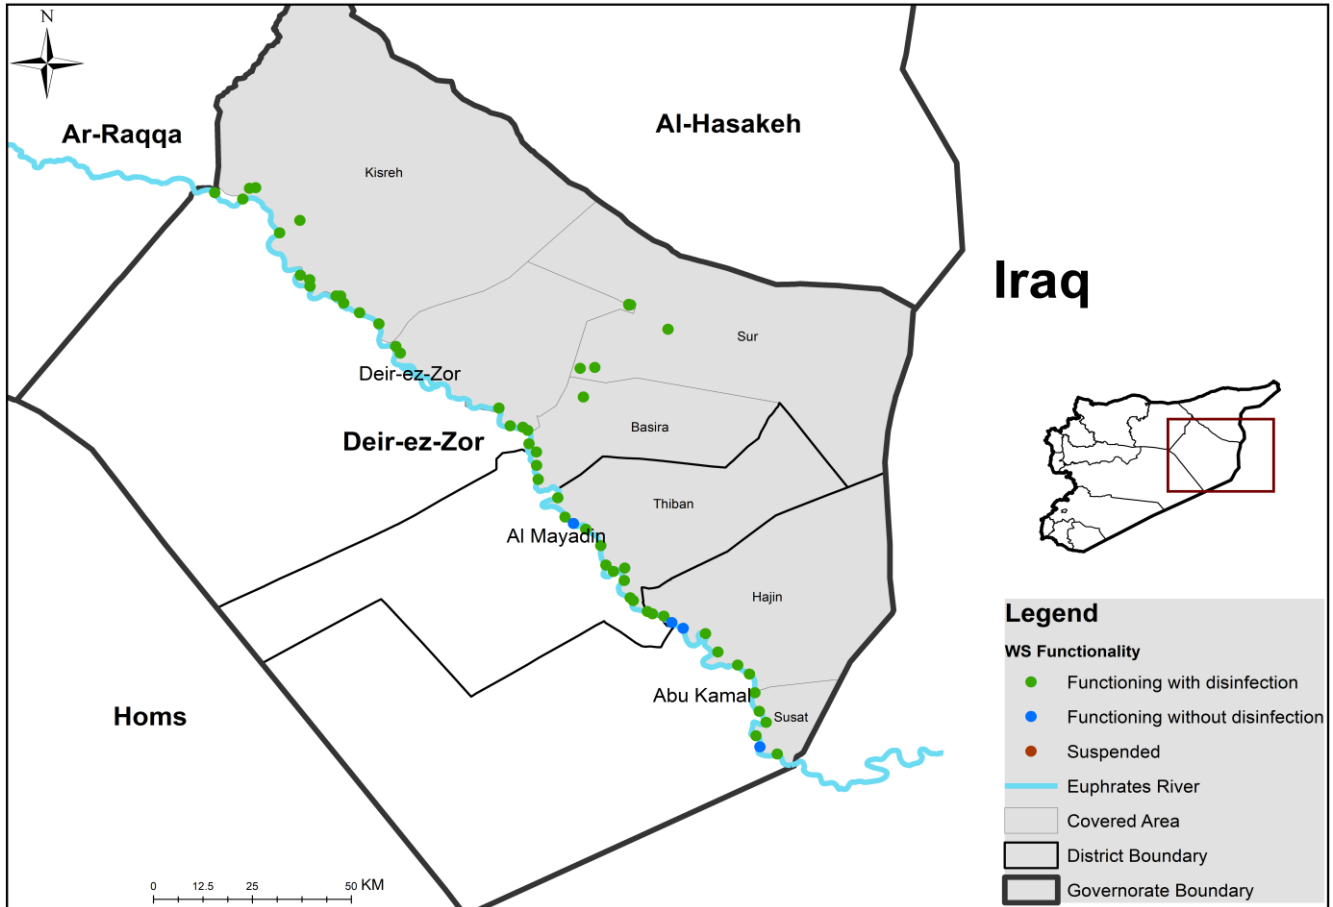 N
Ar-Raqqa
Al-Hasakeh
Kisreh
Iraq
Sur
Deir-ez-Zor
Basira
Deir-ez-Zor
Thiban
Al Mayadin
Hajin
Abu Kamal
Susat
Homs
0 12.5 25 50 KM
Legend
WS Functionality
Functioning with disinfection
Functioning without disinfection
Suspended
Euphrates River
Covered Area
District Boundary
Governorate Boundary